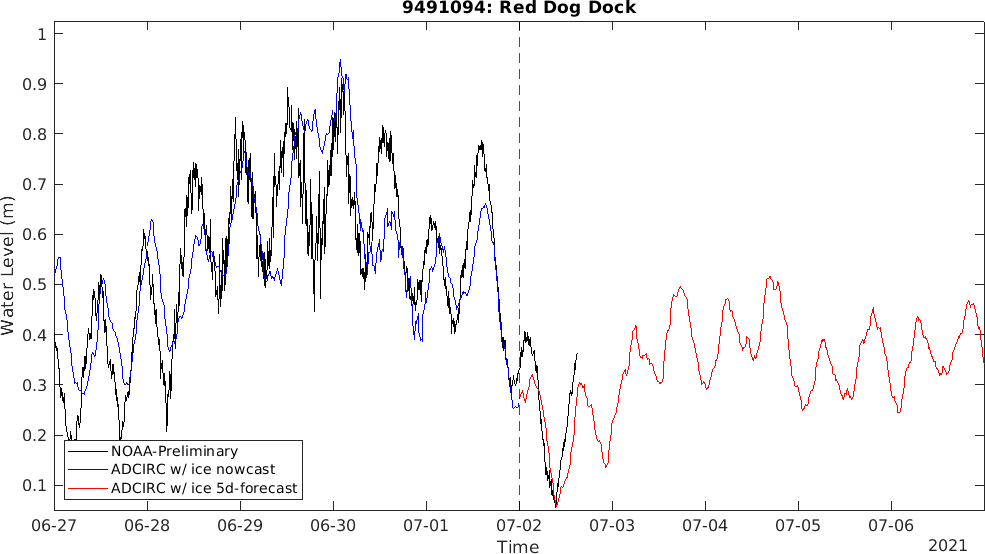 9491094: Red Dog Dock
1
0.9
0.8
0.7
0.6
0.5
0.4
0.3
0.2
0.1
Water Level (m)
NOAA-Preliminary
ADCIRC w/ ice nowcast
ADCIRC w/ ice 5d-forecast
06-27 06-28 06-29 06-30 07-01 07-02 07-03 07-04 07-05 07-06
Time
2021